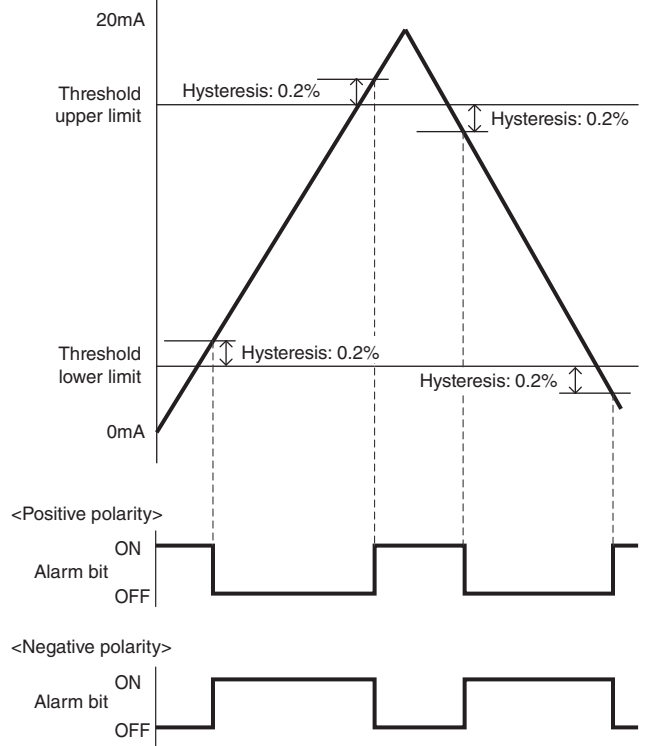 20mA
Hysteresis: 0.2%
Threshold
upper limit
Hysteresis: 0.2%
Threshold
lower limit
Hysteresis: 0.2%
Hysteresis: 0.2%
0mA
<Positive polarity>
ON
Alarm bit
OFF
<Negative polarity>
ON
Alarm bit
OFF